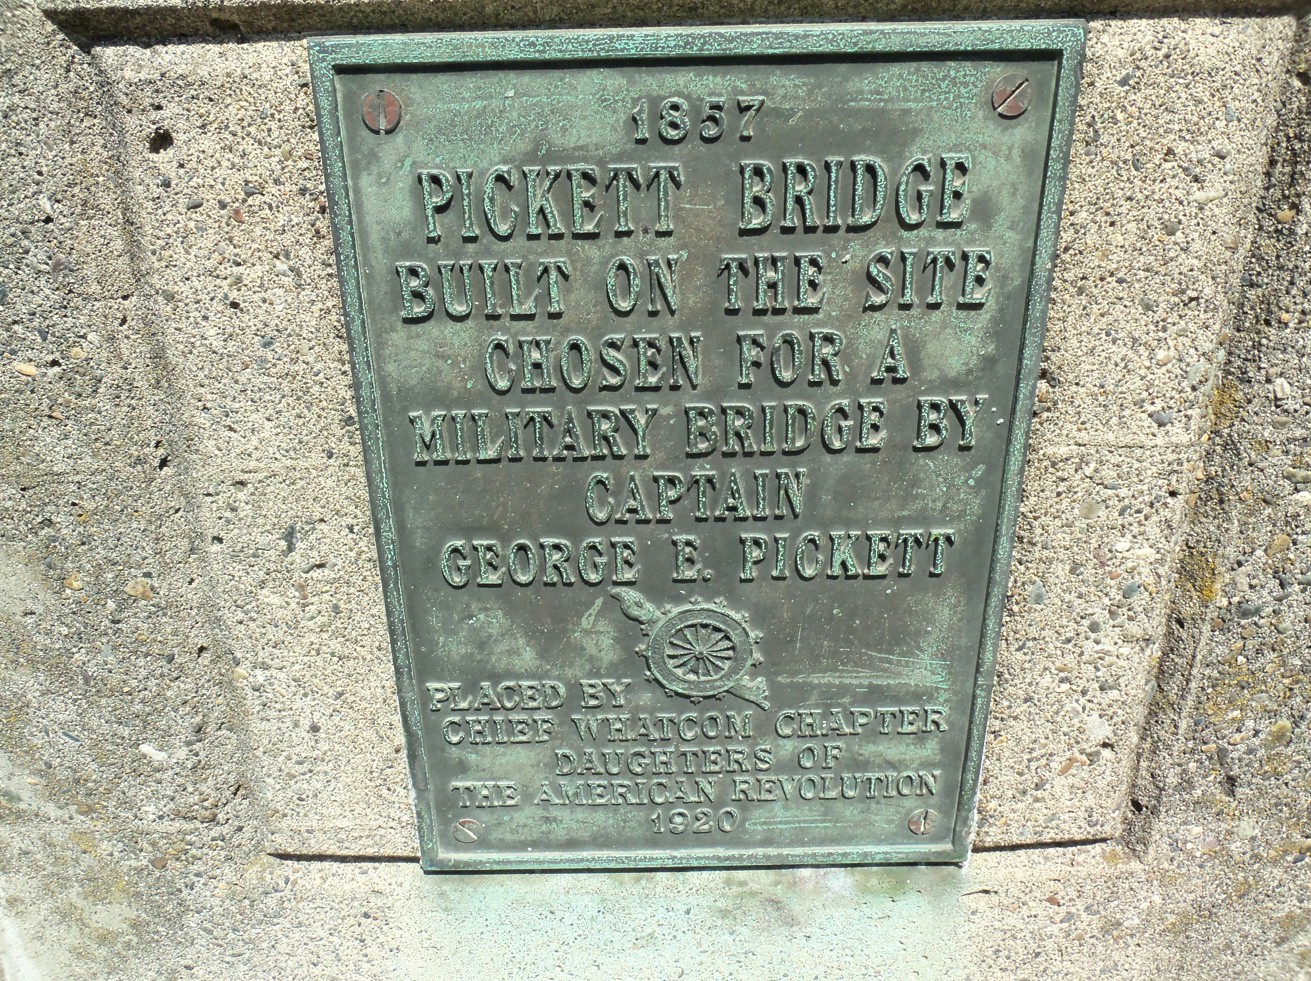 1857
PICKETT BRIDGE
BUILT ON THE SITE
CHOSEN FOR A
MILITARY BRIDGE BY
CAPTAIN
GEORGE E. PICKETT
PLACED BY
CHIEF WHATCOM CHAPTER
DAUGHTERS OF
THE AMERICAN REVOLUTION
1920